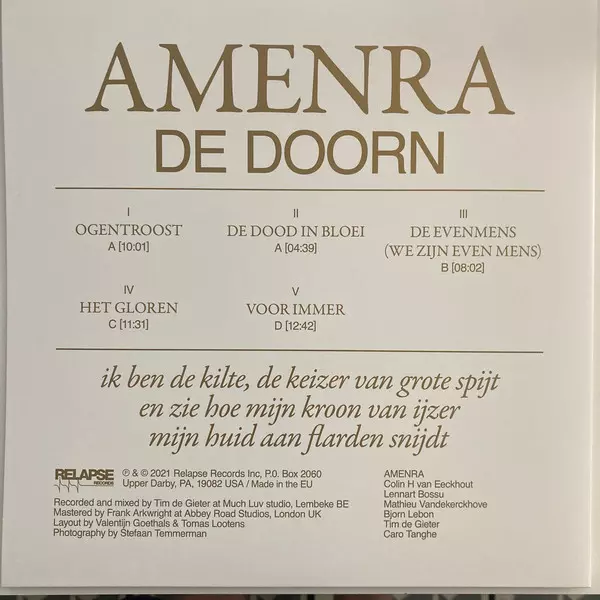 AMENRA
DE DOORN
I
OGENTROOST
A [10:01]
II
DE DOOD IN BLOEI
A [04:39]
III
DE EVENMENS
(WE ZIJN EVEN MENS)
B [08:02]
IV
HET GLOREN
C [11:31]
V
VOOR IMMER
D [12:42]
ik ben de kilte, de keizer van grote spijt
en zie hoe mijn kroon van ijzer
mijn huid aan flarden snijdt
RELAPSE
RECORDS
℗ & © 2021 Relapse Records Inc, P.O. Box 2060
Upper Darby, PA, 19082 USA / Made in the EU
Recorded and mixed by Tim de Gieter at Much Luv studio, Lembeke BE
Mastered by Frank Arkwright at Abbey Road Studios, London UK
Layout by Valentijn Goethals & Tomas Lootens
Photography by Stefaan Temmerman
AMENRA
Colin H van Eeckhout
Lennart Bossu
Mathieu Vandekerckhove
Bjorn Lebon
Tim de Gieter
Caro Tanghe